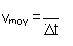 vmoy = —
Δt